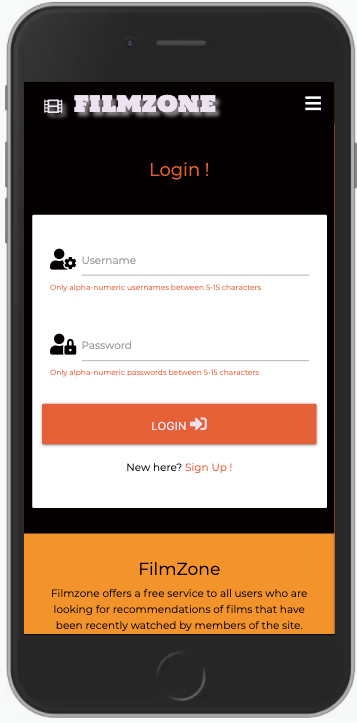 FILMZONE
Login !
Username
Only alpha-numeric usernames between 5-15 characters
Password
Only alpha-numeric passwords between 5-15 characters
LOGIN
New here? Sign Up !
FilmZone
Filmzone offers a free service to all users who are
looking for recommendations of films that have
been recently watched by members of the site.